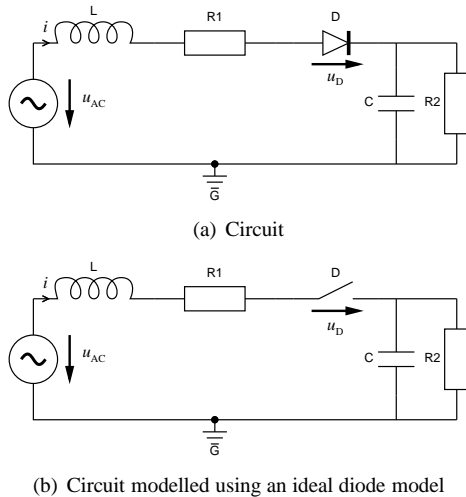 L
R1
D
i
u_D
u_AC
C
R2
G
(a) Circuit
L
R1
D
i
u_D
u_AC
C
R2
G
(b) Circuit modelled using an ideal diode model